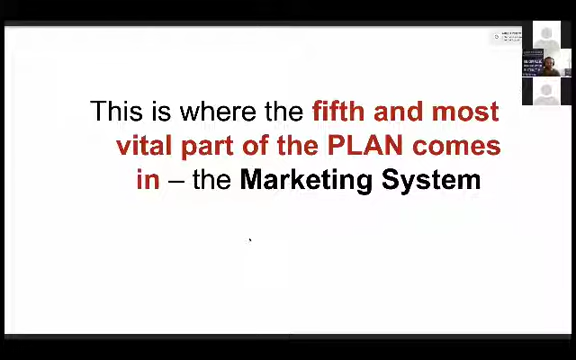 This is where the fifth and most
vital part of the PLAN comes
in – the Marketing System